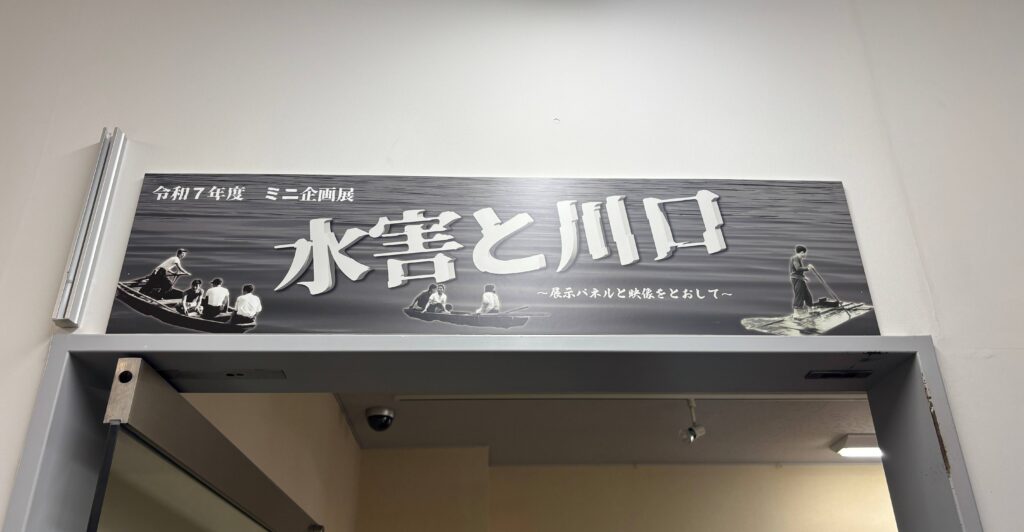 令和７年度　ミニ企画展
水害と川口
～展示パネルと映像をとおして～